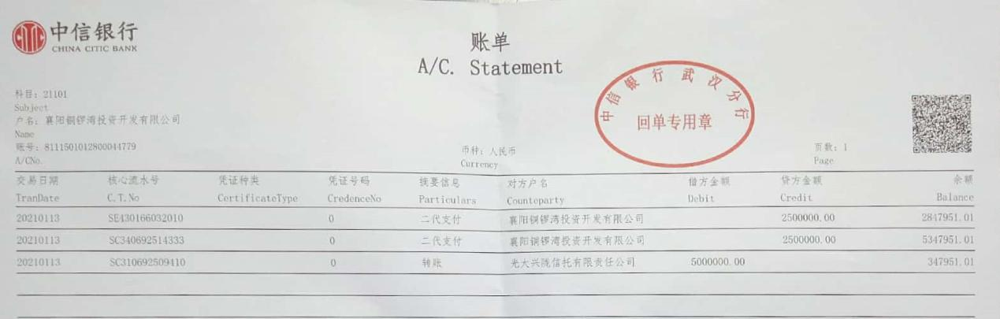 中信银行
CHINA CITIC BANK
账单
A/C. Statement
中信银行武汉分行
回单专用章
科目: 21101
Subject
户名: 襄阳铜锣湾投资开发有限公司
Name
账号: 8111501012800044779 币种: 人民币 页数: 1
A/CNo. Currency Page
交易日期 核心流水号 凭证种类 凭证号码 摘要信息 对方户名 借方金额 贷方金额 余额
TranDate C.T.No CertificateType CredenceNo Particulars Counteparty Debit Credit Balance
20210113 SE430166032010 0 二代支付 襄阳铜锣湾投资开发有限公司 2500000.00 2847951.01
20210113 SC340692514333 0 二代支付 襄阳铜锣湾投资开发有限公司 2500000.00 5347951.01
20210113 SC310692509410 0 转账 光大兴陇信托有限责任公司 5000000.00 347951.01